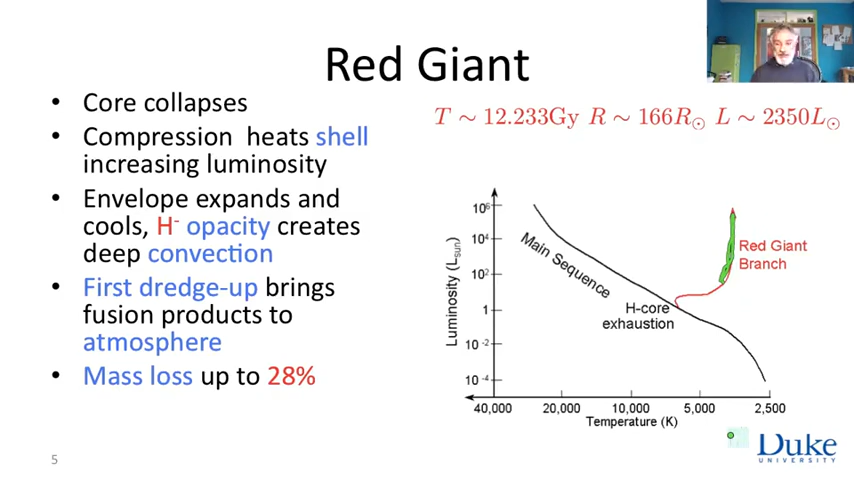 Red Giant
• Core collapses
• Compression heats shell
increasing luminosity
• Envelope expands and
cools, H⁻ opacity creates
deep convection
• First dredge-up brings
fusion products to
atmosphere
• Mass loss up to 28%
T ∼ 12.233Gy R ∼ 166R☉ L ∼ 2350L☉
Luminosity (Lsun)
10⁶
10⁴
10²
1
10⁻²
10⁻⁴
Main Sequence
H-core
exhaustion
Red Giant
Branch
40,000 20,000 10,000 5,000 2,500
Temperature (K)
5
Duke
UNIVERSITY